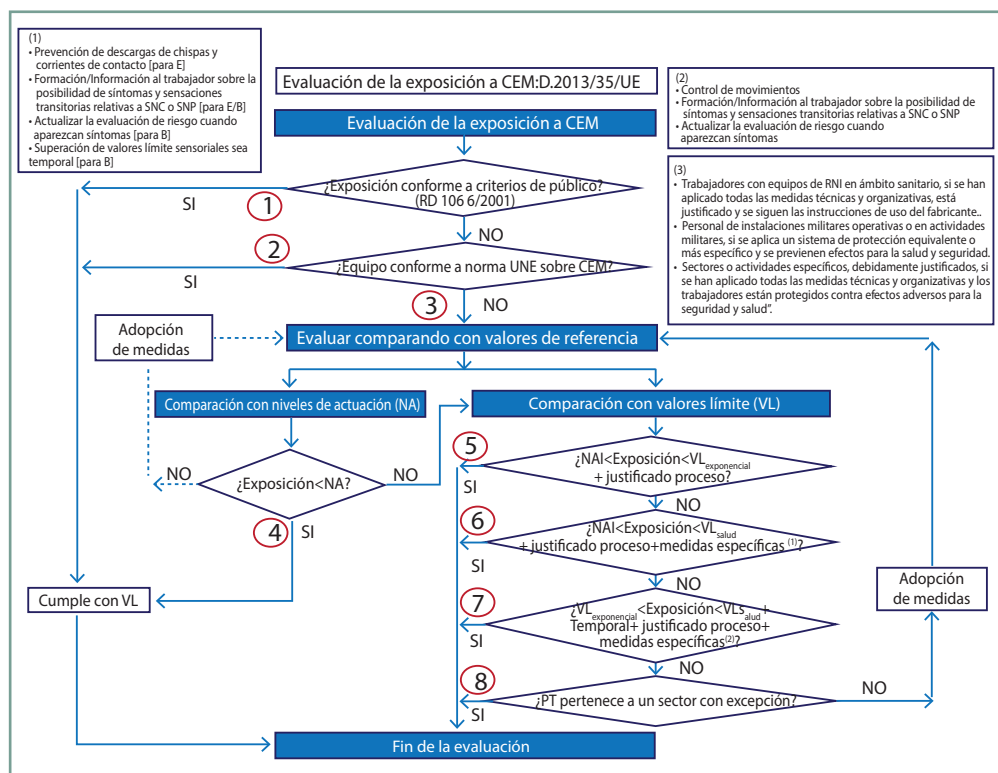 (1)
• Prevención de descargas de chispas y
corrientes de contacto [para E]
• Formación/Información al trabajador sobre la
posibilidad de síntomas y sensaciones
transitorias relativas a SNC o SNP [para E/B]
• Actualizar la evaluación de riesgo cuando
aparezcan síntomas [para B]
• Superación de valores límite sensoriales sea
temporal [para B]
Evaluación de la exposición a CEM:D.2013/35/UE
(2)
• Control de movimientos
• Formación/Información al trabajador sobre la posibilidad de
síntomas y sensaciones transitorias relativas a SNC o SNP
• Actualizar la evaluación de riesgo cuando
aparezcan síntomas
Evaluación de la exposición a CEM
(3)
• Trabajadores con equipos de RNI en ámbito sanitario, si se han
aplicado todas las medidas técnicas y organizativas, está
justificado y se siguen las instrucciones de uso del fabricante..
• Personal de instalaciones militares operativas o en actividades
militares, si se aplica un sistema de protección equivalente o
más específico y se previenen efectos para la salud y seguridad.
• Sectores o actividades específicos, debidamente justificados, si
se han aplicado todas las medidas técnicas y organizativas y los
trabajadores están protegidos contra efectos adversos para la
seguridad y salud".
¿Exposición conforme a criterios de público?
(RD 106 6/2001)
SI
1
NO
2
¿Equipo conforme a norma UNE sobre CEM?
SI
3
NO
Adopción
de medidas
Evaluar comparando con valores de referencia
Comparación con niveles de actuación (NA)
Comparación con valores límite (VL)
5
¿NAI<Exposición<VLexponencial
+ justificado proceso?
SI
NO
NO
¿Exposición<NA?
NO
4
SI
6
¿NAI<Exposición<VLsalud
+ justificado proceso+medidas específicas (1)?
SI
NO
Cumple con VL
7
¿VLexponencial<Exposición<VLsalud+
Temporal+ justificado proceso+
medidas específicas(2)?
SI
NO
Adopción
de medidas
8
¿PT pertenece a un sector con excepción?
NO
SI
Fin de la evaluación